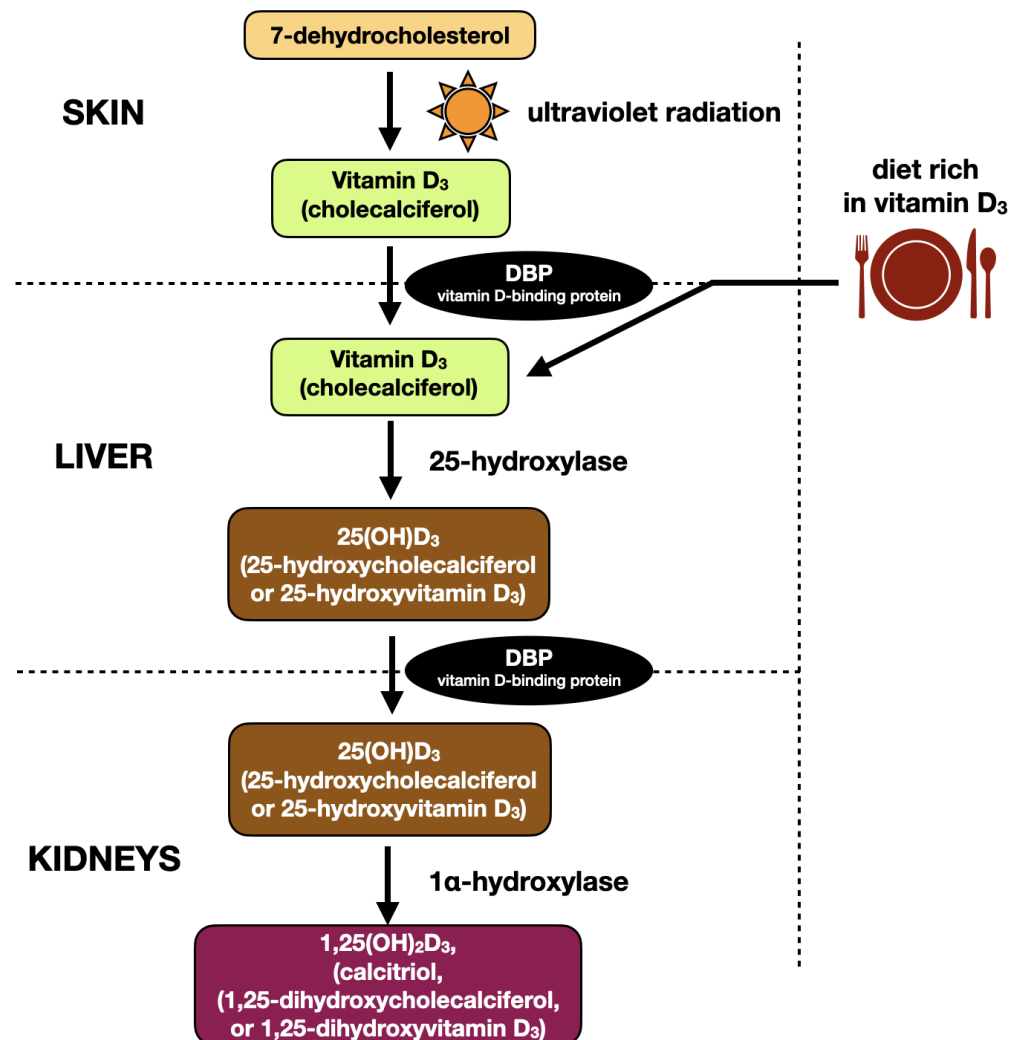 7-dehydrocholesterol
SKIN
ultraviolet radiation
Vitamin D₃
(cholecalciferol)
diet rich
in vitamin D₃
DBP
vitamin D-binding protein
Vitamin D₃
(cholecalciferol)
LIVER
25-hydroxylase
25(OH)D₃
(25-hydroxycholecalciferol
or 25-hydroxyvitamin D₃)
DBP
vitamin D-binding protein
25(OH)D₃
(25-hydroxycholecalciferol
or 25-hydroxyvitamin D₃)
KIDNEYS
1α-hydroxylase
1,25(OH)₂D₃,
(calcitriol,
(1,25-dihydroxycholecalciferol,
or 1,25-dihydroxyvitamin D₃)